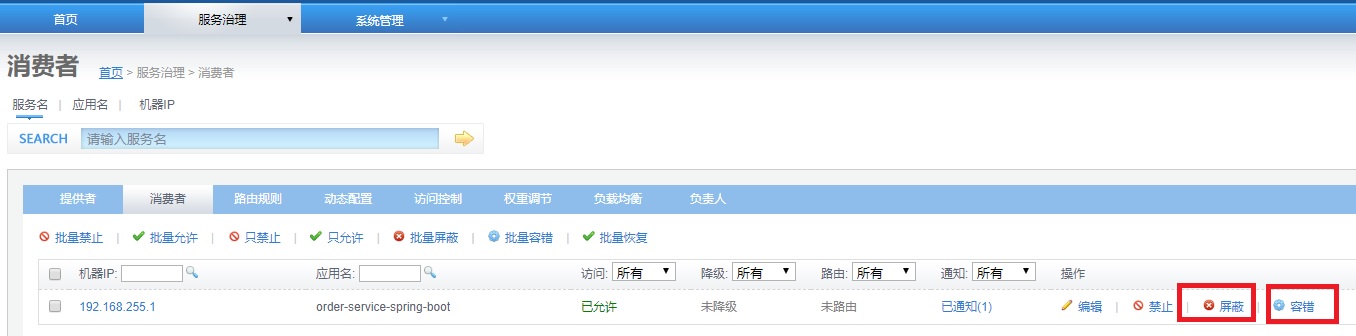 首页 服务治理 系统管理
消费者 首页 > 服务治理 > 消费者
服务名 | 应用名 | 机器IP
SEARCH 请输入服务名
提供者 消费者 路由规则 动态配置 访问控制 权重调节 负载均衡 负责人
批量禁止 | 批量允许 | 只禁止 | 只允许 | 批量屏蔽 | 批量容错 | 批量恢复
机器IP: 应用名: 访问: 所有 降级: 所有 路由: 所有 通知: 所有 操作
192.168.255.1 order-service-spring-boot 已允许 未降级 未路由 已通知(1) 编辑 | 禁止 | 屏蔽 | 容错